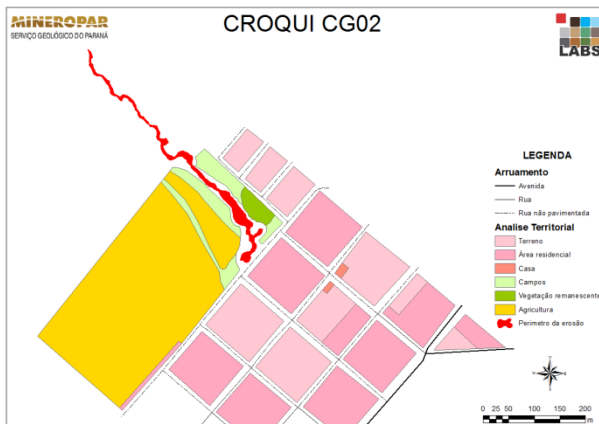 MINEROPAR
SERVIÇO GEOLÓGICO DO PARANÁ
CROQUI CG02
LABS
LEGENDA
Arruamento
Avenida
Rua
Rua não pavimentada
Analise Territorial
Terreno
Área residencial
Casa
Campos
Vegetação remanescente
Agricultura
Perimetro da erosão
0 25 50 100 150 200
m